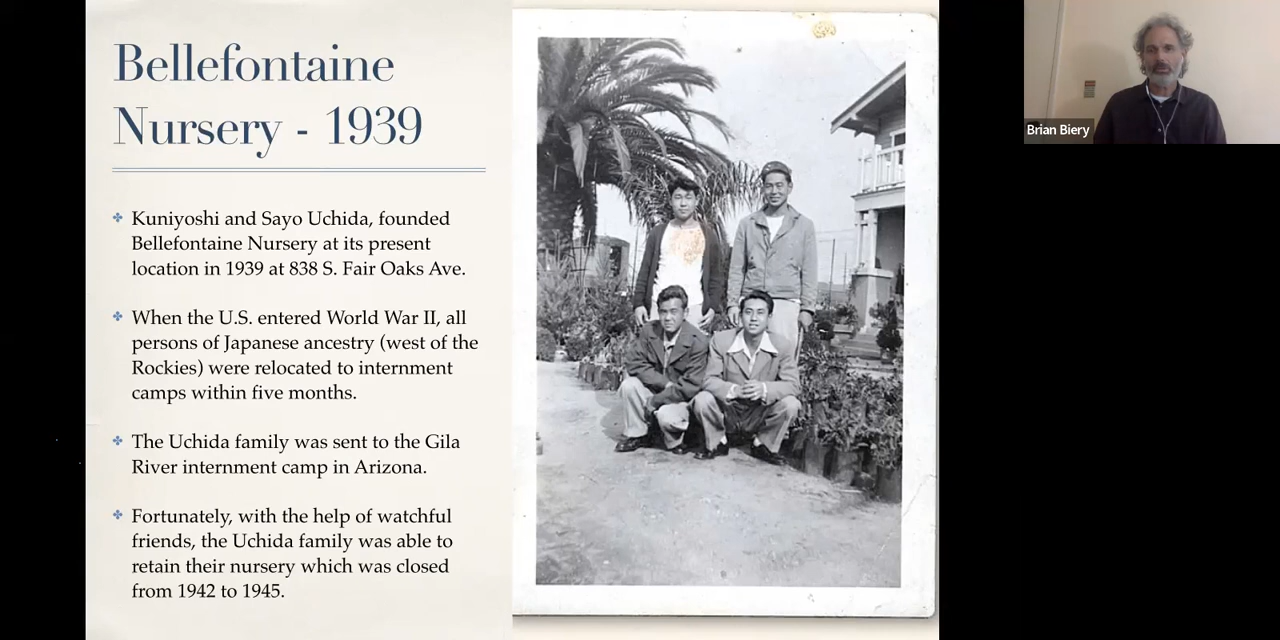 Bellefontaine
Nursery - 1939
Kuniyoshi and Sayo Uchida, founded
Bellefontaine Nursery at its present
location in 1939 at 838 S. Fair Oaks Ave.
When the U.S. entered World War II, all
persons of Japanese ancestry (west of the
Rockies) were relocated to internment
camps within five months.
The Uchida family was sent to the Gila
River internment camp in Arizona.
Fortunately, with the help of watchful
friends, the Uchida family was able to
retain their nursery which was closed
from 1942 to 1945.
Brian Biery